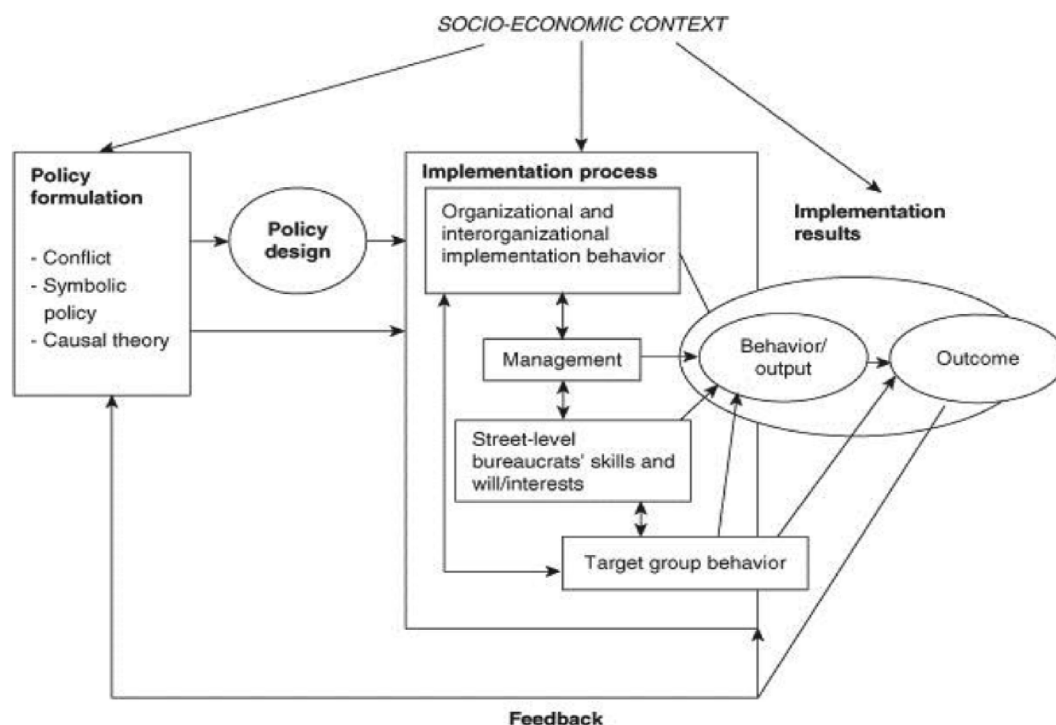 SOCIO-ECONOMIC CONTEXT
Policy
formulation
- Conflict
- Symbolic
policy
- Causal theory
Policy
design
Implementation process
Organizational and
interorganizational
implementation behavior
Management
Street-level
bureaucrats' skills and
will/interests
Target group behavior
Implementation
results
Behavior/
output
Outcome
Feedback